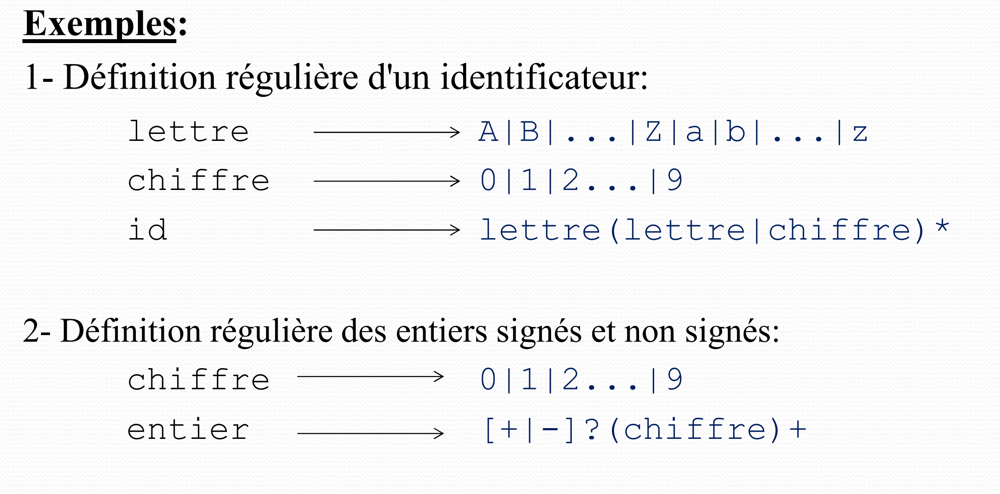 Exemples:
1- Définition régulière d'un identificateur:
lettre ⟶ A|B|...|Z|a|b|...|z
chiffre ⟶ 0|1|2...|9
id ⟶ lettre(lettre|chiffre)*
2- Définition régulière des entiers signés et non signés:
chiffre ⟶ 0|1|2...|9
entier ⟶ [+|-]?(chiffre)+